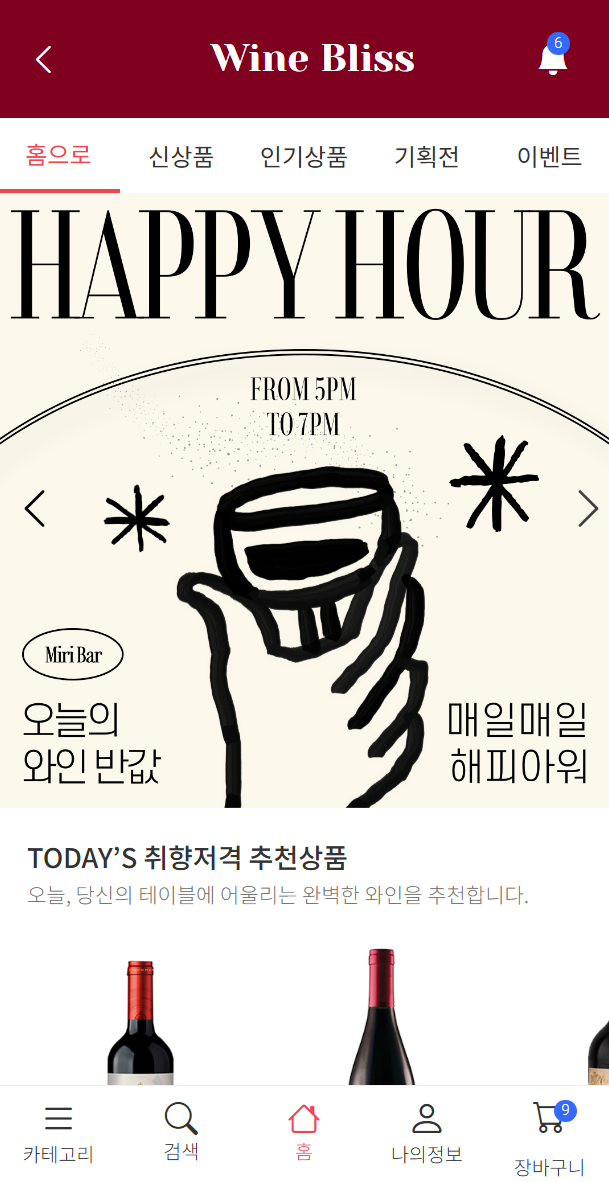 Wine Bliss
6
홈으로 신상품 인기상품 기획전 이벤트
HAPPY HOUR
FROM 5PM
TO 7PM
Miri Bar
오늘의
와인 반값
매일매일
해피아워
TODAY’S 취향저격 추천상품
오늘, 당신의 테이블에 어울리는 완벽한 와인을 추천합니다.
9
카테고리 검색 홈 나의정보 장바구니